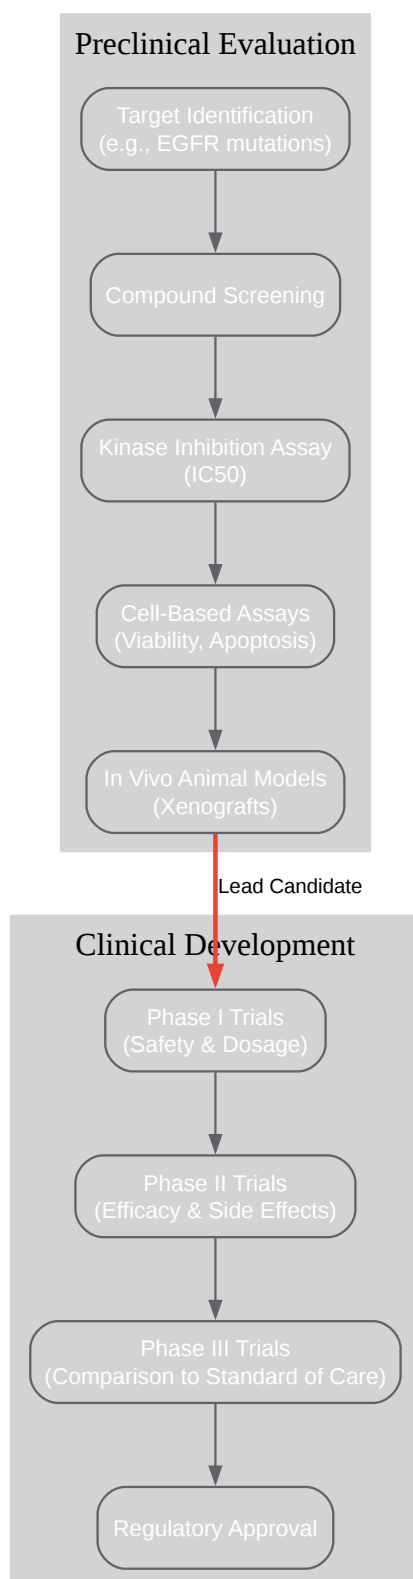 Preclinical Evaluation
Target Identification
(e.g., EGFR mutations)
Compound Screening
Kinase Inhibition Assay
(IC50)
Cell-Based Assays
(Viability, Apoptosis)
In Vivo Animal Models
(Xenografts)
Lead Candidate
Clinical Development
Phase I Trials
(Safety & Dosage)
Phase II Trials
(Efficacy & Side Effects)
Phase III Trials
(Comparison to Standard of Care)
Regulatory Approval